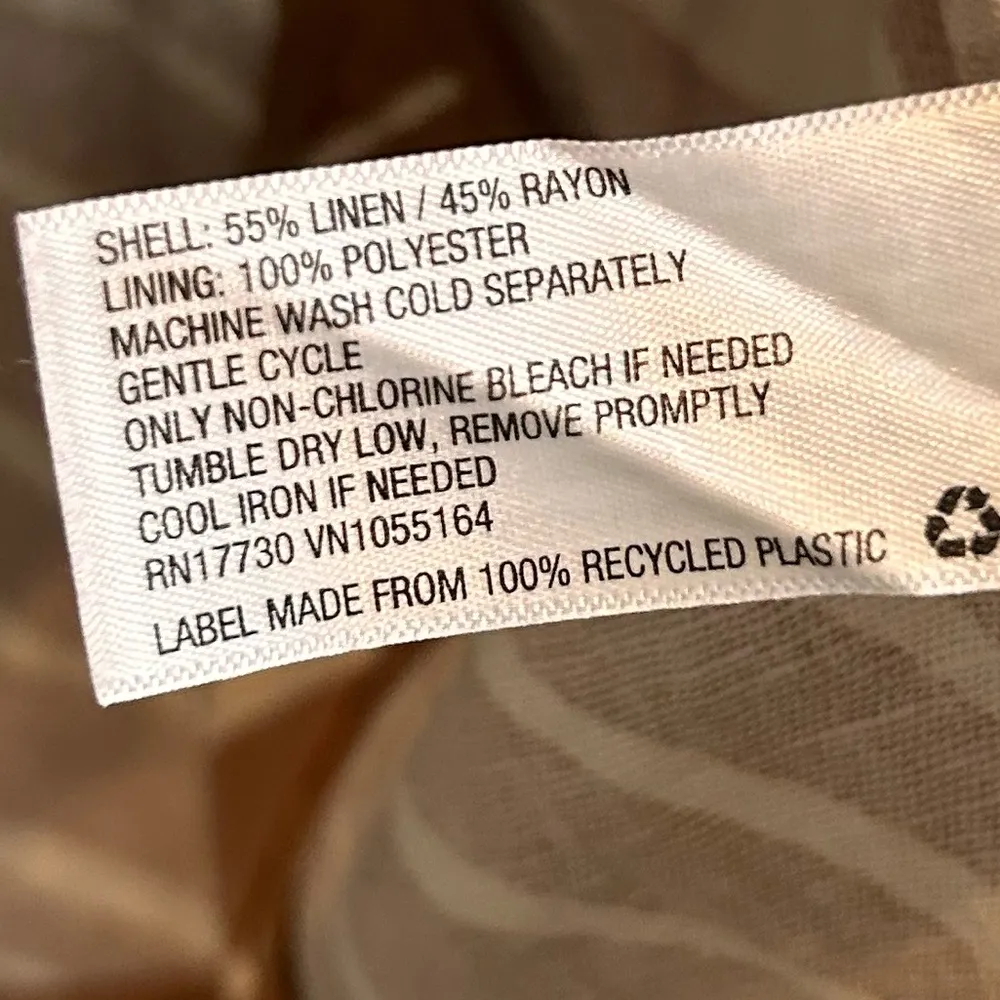 SHELL: 55% LINEN / 45% RAYON
LINING: 100% POLYESTER
MACHINE WASH COLD SEPARATELY
GENTLE CYCLE
ONLY NON-CHLORINE BLEACH IF NEEDED
TUMBLE DRY LOW, REMOVE PROMPTLY
COOL IRON IF NEEDED
RN17730 VN1055164
LABEL MADE FROM 100% RECYCLED PLASTIC